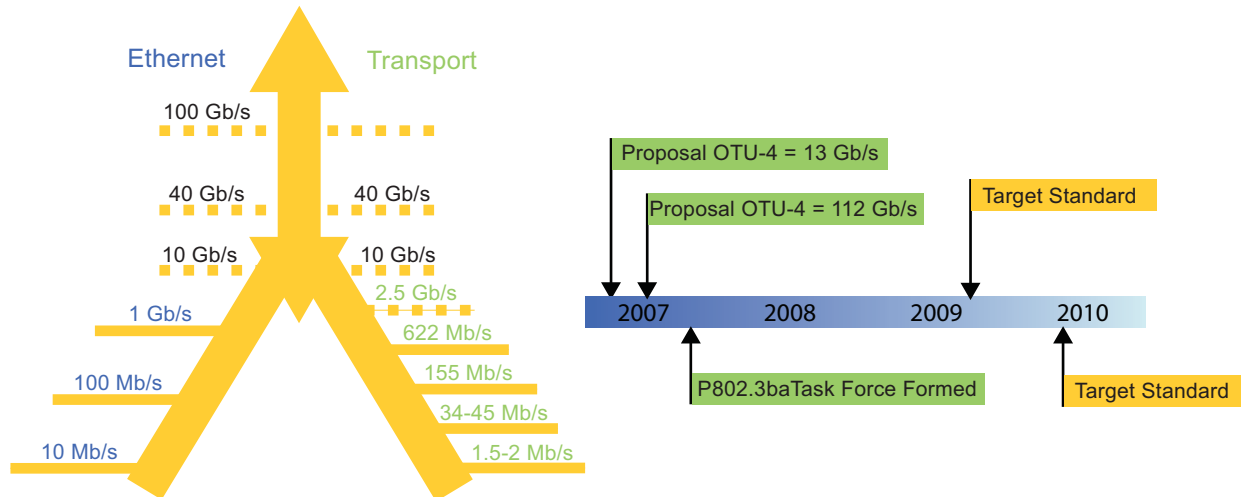 Ethernet
Transport
100 Gb/s
40 Gb/s
40 Gb/s
10 Gb/s
10 Gb/s
2.5 Gb/s
1 Gb/s
622 Mb/s
100 Mb/s
155 Mb/s
34-45 Mb/s
10 Mb/s
1.5-2 Mb/s
Proposal OTU-4 = 13 Gb/s
Proposal OTU-4 = 112 Gb/s
Target Standard
2007 2008 2009 2010
P802.3baTask Force Formed
Target Standard